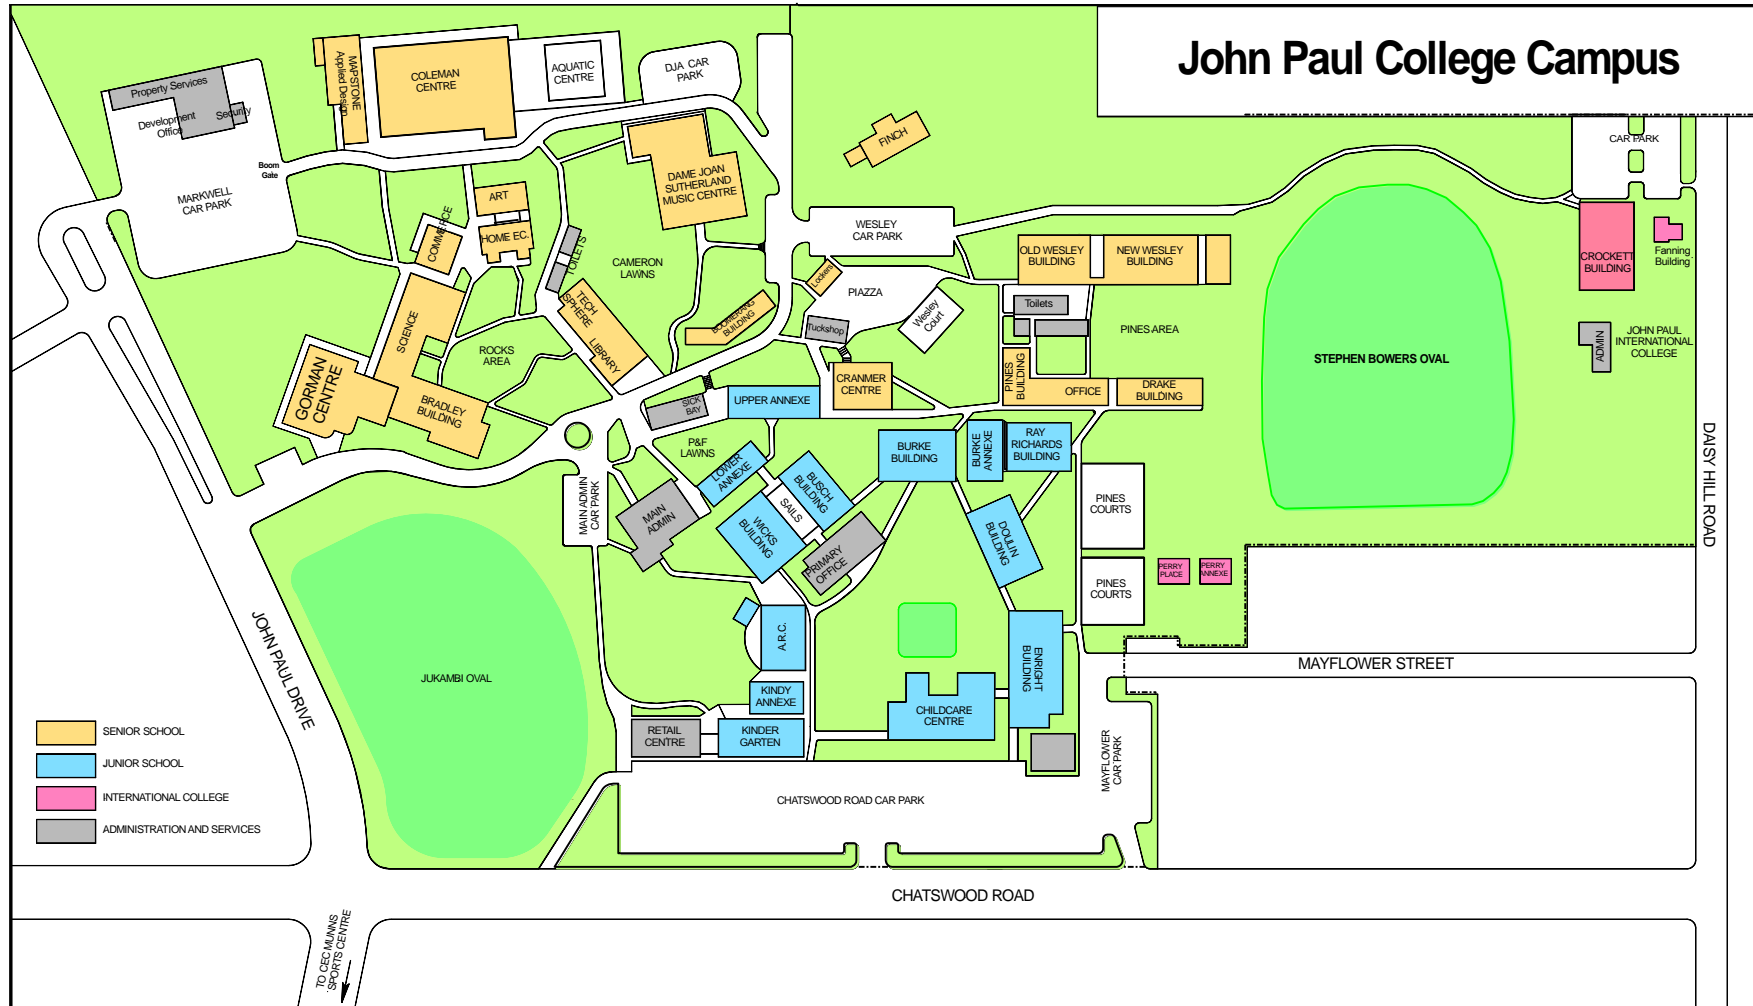 John Paul College Campus
MAPSTONE
Applied Design
COLEMAN
CENTRE
AQUATIC
CENTRE
DJA CAR
PARK
Property Services
Development
Office
Security
Boom
Gate
MARKWELL
CAR PARK
FINCH
CAR PARK
DAME JOAN
SUTHERLAND
MUSIC CENTRE
ART
HOME EC.
COMMERCE
TOILETS
CAMERON
LAWNS
WESLEY
CAR PARK
OLD WESLEY
BUILDING
NEW WESLEY
BUILDING
CROCKETT
BUILDING
Fanning
Building
Lockers
PIAZZA
Wesley
Court
Toilets
Tuckshop
PINES AREA
TECH
SPHERE
LIBRARY
BOOMERANG
BUILDING
SCIENCE
ROCKS
AREA
GORMAN
CENTRE
BRADLEY
BUILDING
STEPHEN BOWERS OVAL
ADMIN
JOHN PAUL
INTERNATIONAL
COLLEGE
CRANMER
CENTRE
PINES
BUILDING
OFFICE
DRAKE
BUILDING
SICK
BAY
UPPER ANNEXE
P&F
LAWNS
LOWER
ANNEXE
BUSCH
BUILDING
BURKE
BUILDING
BURKE
ANNEXE
RAY
RICHARDS
BUILDING
MAIN ADMIN
CAR PARK
MAIN
ADMIN
SAILS
WICKS
BUILDING
PRIMARY
OFFICE
DOULIN
BUILDING
PINES
COURTS
PINES
COURTS
PERRY
PLACE
PERRY
ANNEXE
DAISY HILL ROAD
A.R.C.
ENRIGHT
BUILDING
MAYFLOWER STREET
JOHN PAUL DRIVE
JUKAMBI OVAL
KINDY
ANNEXE
CHILDCARE
CENTRE
RETAIL
CENTRE
KINDER
GARTEN
MAYFLOWER
CAR PARK
SENIOR SCHOOL
JUNIOR SCHOOL
INTERNATIONAL COLLEGE
ADMINISTRATION AND SERVICES
CHATSWOOD ROAD CAR PARK
CHATSWOOD ROAD
TO CEC MUNNS
SPORTS CENTRE